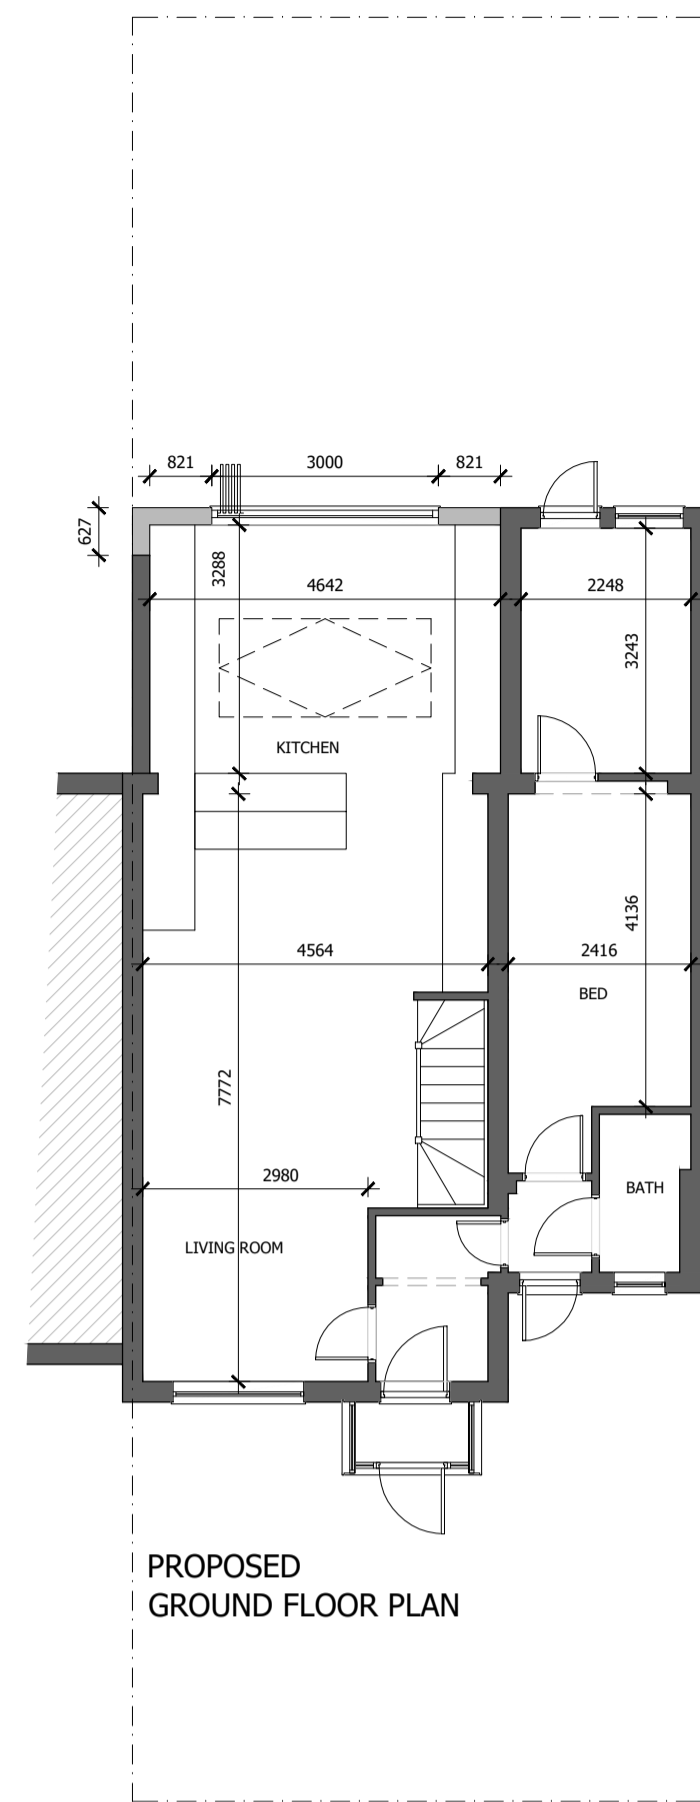 821
3000
821
627
3288
4642
2248
3243
KITCHEN
4564
4136
2416
BED
7772
2980
BATH
LIVING ROOM
PROPOSED
GROUND FLOOR PLAN